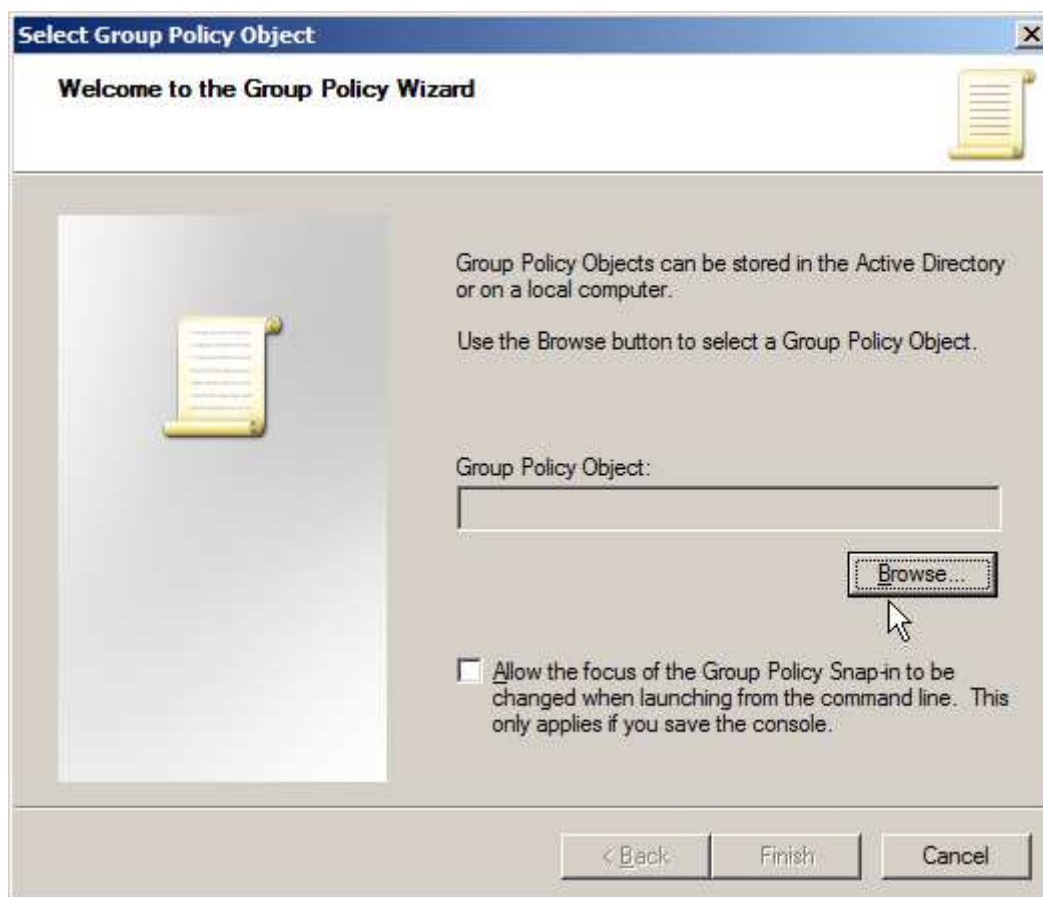 Select Group Policy Object
Welcome to the Group Policy Wizard
Group Policy Objects can be stored in the Active Directory
or on a local computer.
Use the Browse button to select a Group Policy Object.
Group Policy Object:
Browse...
Allow the focus of the Group Policy Snap-in to be
changed when launching from the command line.  This
only applies if you save the console.
< Back
Finish
Cancel